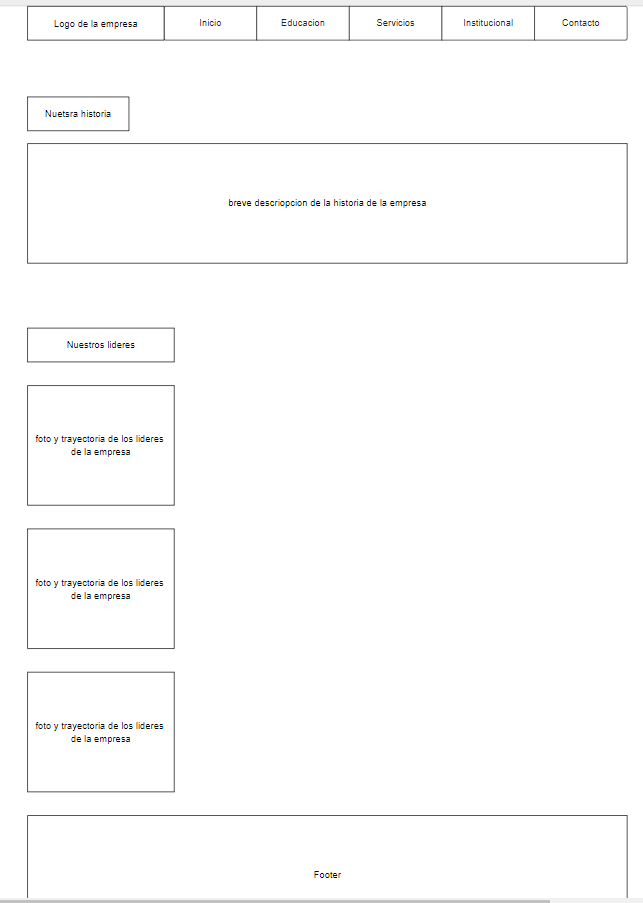 Logo de la empresa
Inicio
Educacion
Servicios
Institucional
Contacto
Nuetsra historia
breve descriopcion de la historia de la empresa
Nuestros lideres
foto y trayectoria de los lideres
de la empresa
foto y trayectoria de los lideres
de la empresa
foto y trayectoria de los lideres
de la empresa
Footer